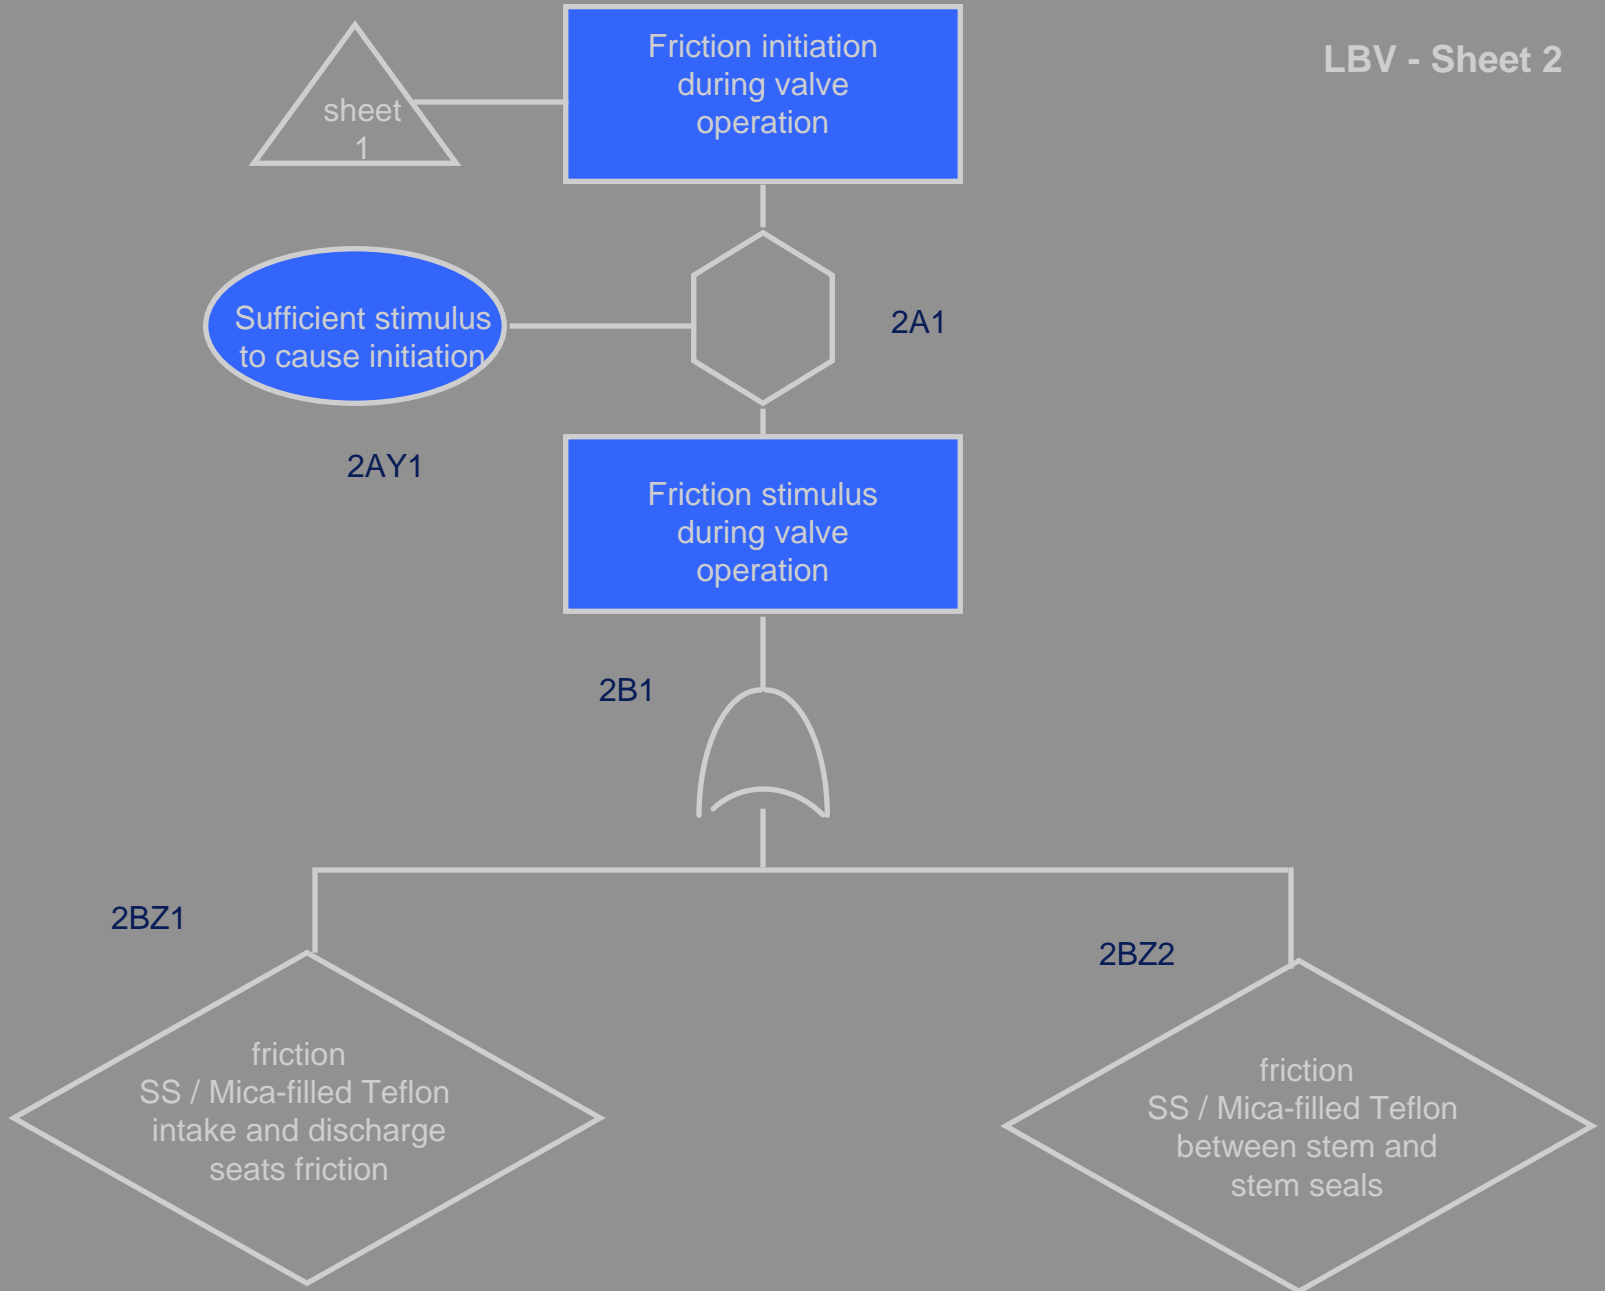 LBV - Sheet 2
sheet
1
Friction initiation
during valve
operation
Sufficient stimulus
to cause initiation
2A1
2AY1
Friction stimulus
during valve
operation
2B1
2BZ1
2BZ2
friction
SS / Mica-filled Teflon
intake and discharge
seats friction
friction
SS / Mica-filled Teflon
between stem and
stem seals